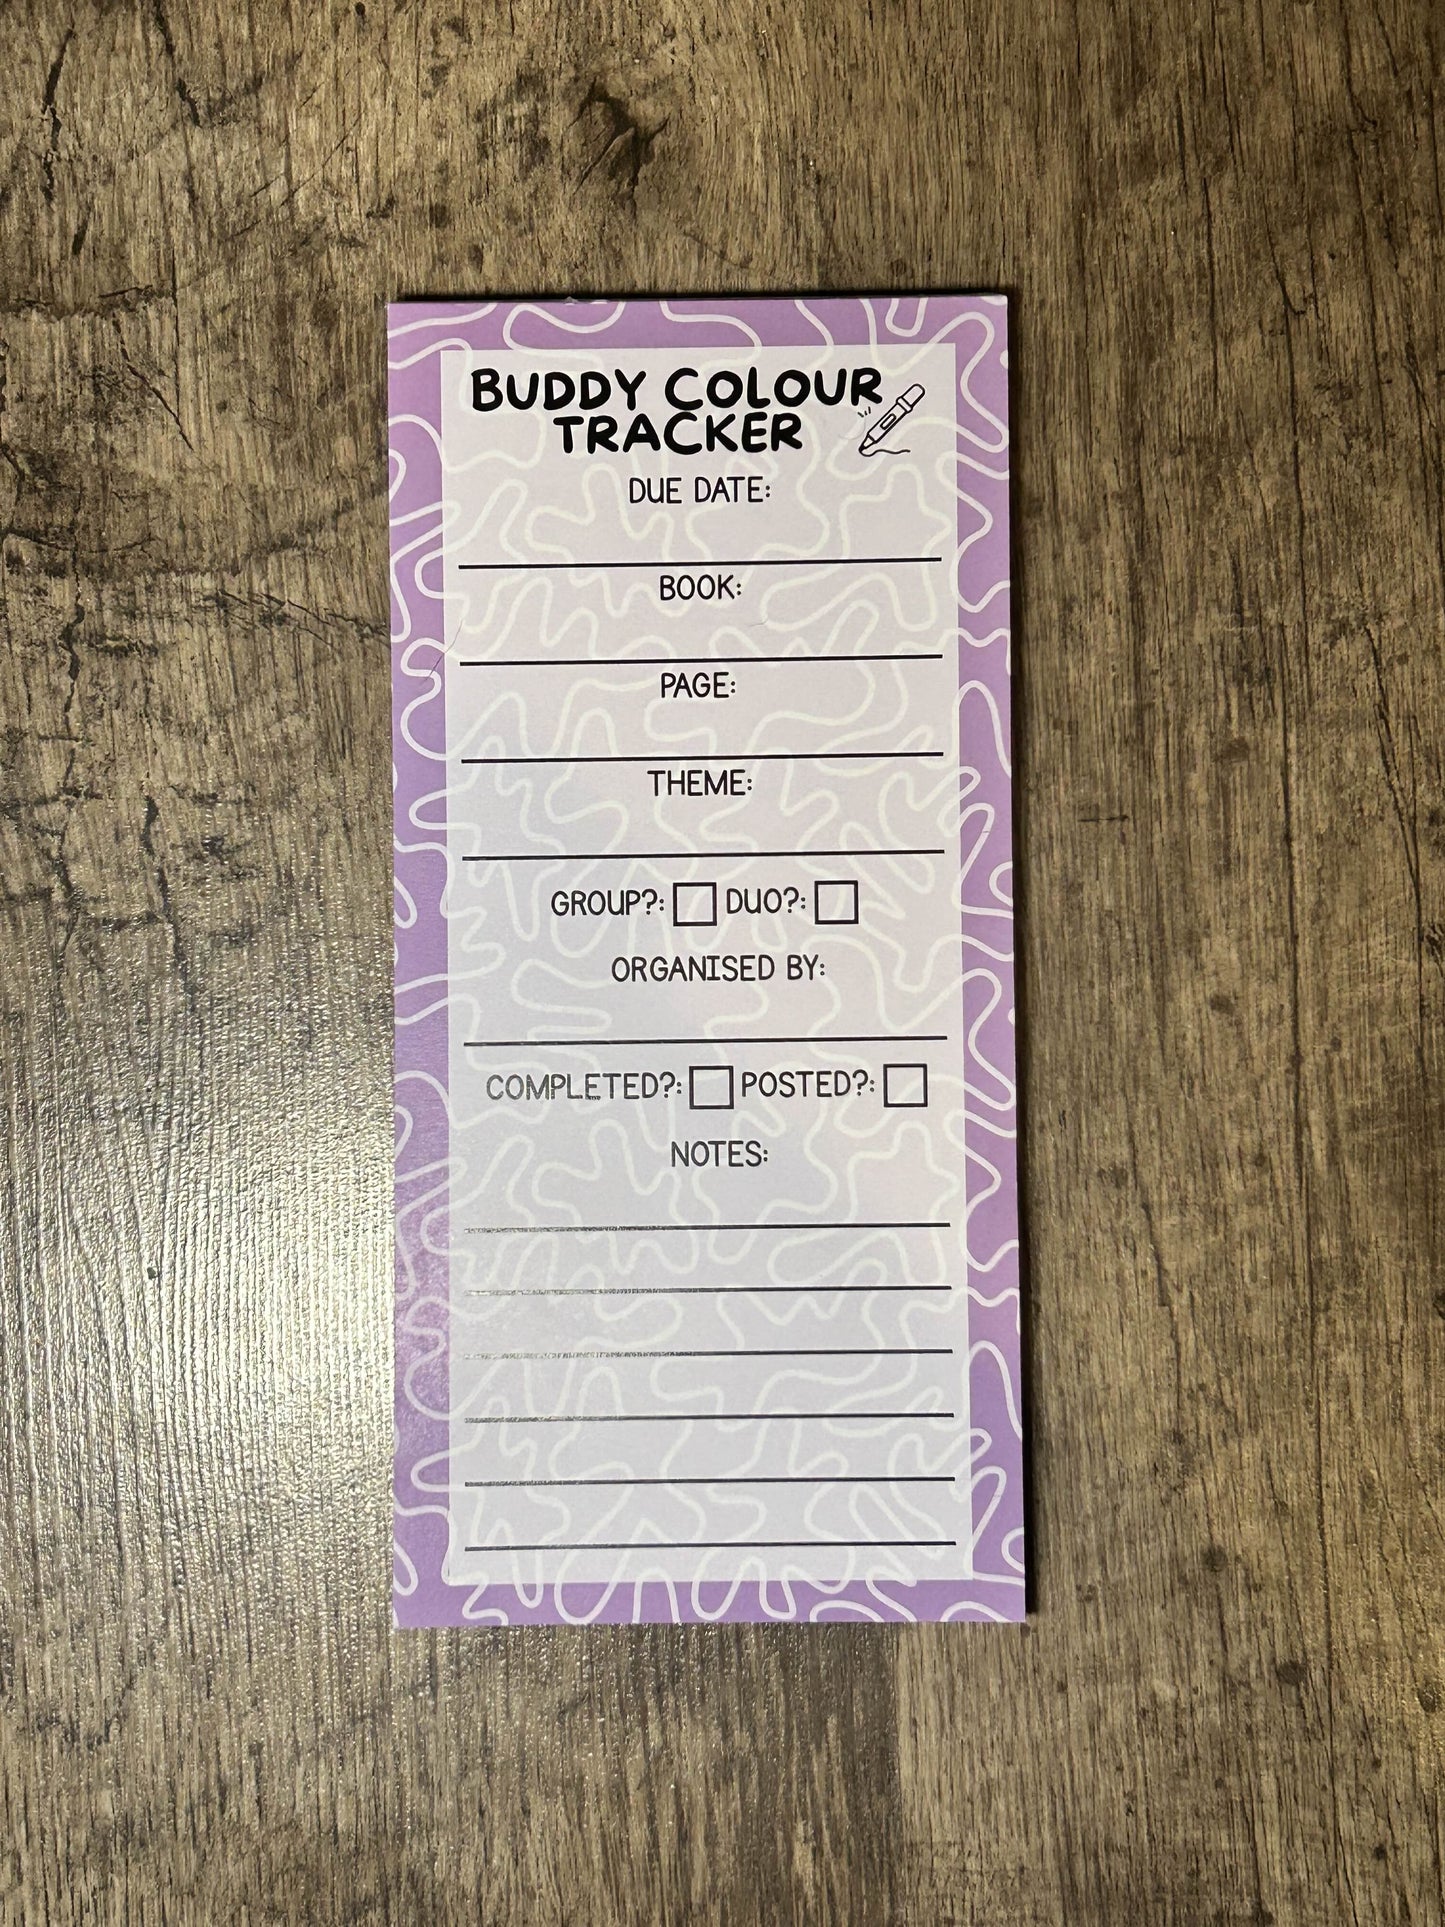 BUDDY COLOUR
TRACKER
DUE DATE:
BOOK:
PAGE:
THEME:
GROUP?: DUO?:
ORGANISED BY:
COMPLETED?: POSTED?:
NOTES: